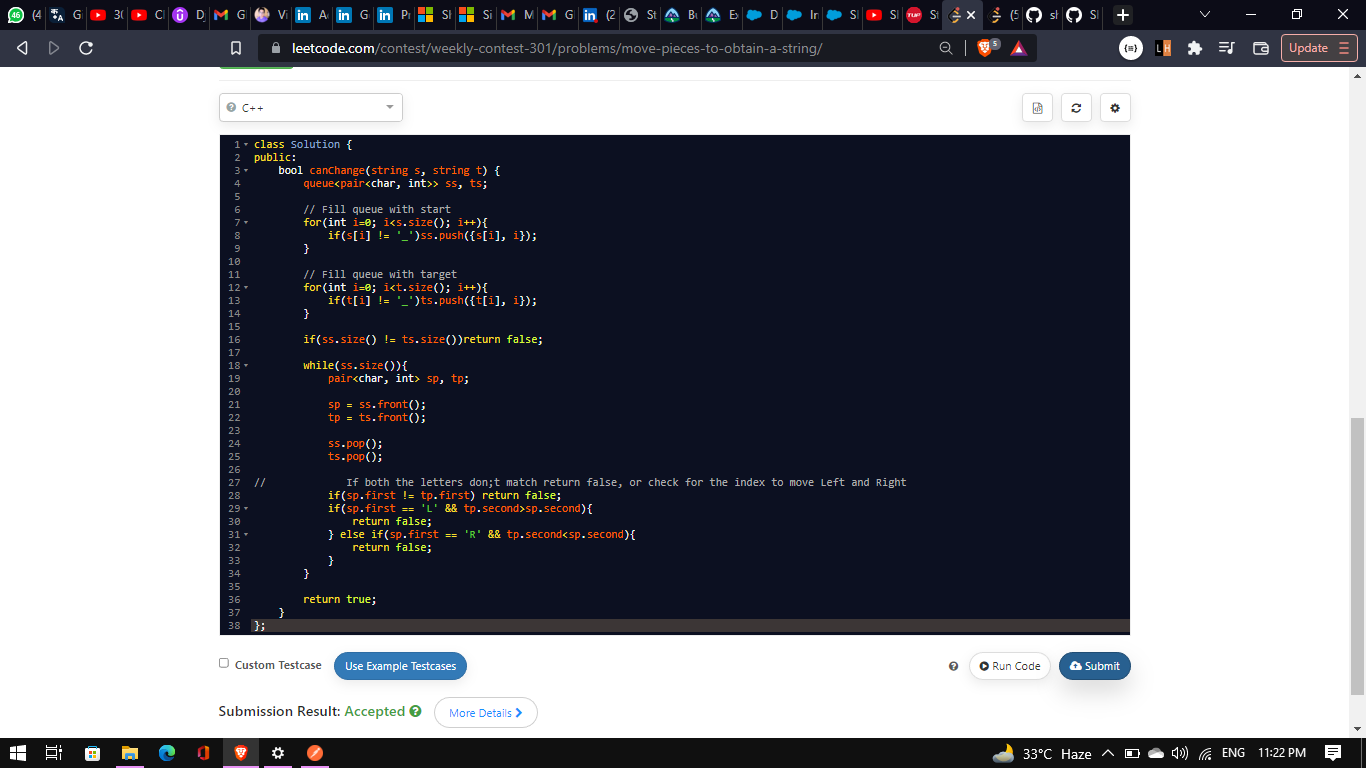 46 (4 G 30 Cl D G Vi A G Pr Sl Si M G (2 St Bu Ex D In Sl Sl TUF St (5 sh Sl
leetcode.com/contest/weekly-contest-301/problems/move-pieces-to-obtain-a-string/ 5 LH Update
C++
1 class Solution {
2 public:
3 bool canChange(string s, string t) {
4 queue<pair<char, int>> ss, ts;
5
6 // Fill queue with start
7 for(int i=0; i<s.size(); i++){
8 if(s[i] != '_')ss.push({s[i], i});
9 }
10
11 // Fill queue with target
12 for(int i=0; i<t.size(); i++){
13 if(t[i] != '_')ts.push({t[i], i});
14 }
15
16 if(ss.size() != ts.size())return false;
17
18 while(ss.size()){
19 pair<char, int> sp, tp;
20
21 sp = ss.front();
22 tp = ts.front();
23
24 ss.pop();
25 ts.pop();
26
27 // If both the letters don;t match return false, or check for the index to move Left and Right
28 if(sp.first != tp.first) return false;
29 if(sp.first == 'L' && tp.second>sp.second){
30 return false;
31 } else if(sp.first == 'R' && tp.second<sp.second){
32 return false;
33 }
34 }
35
36 return true;
37 }
38 };
Custom Testcase Use Example Testcases Run Code Submit
Submission Result: Accepted More Details
33°C Haze ENG 11:22 PM